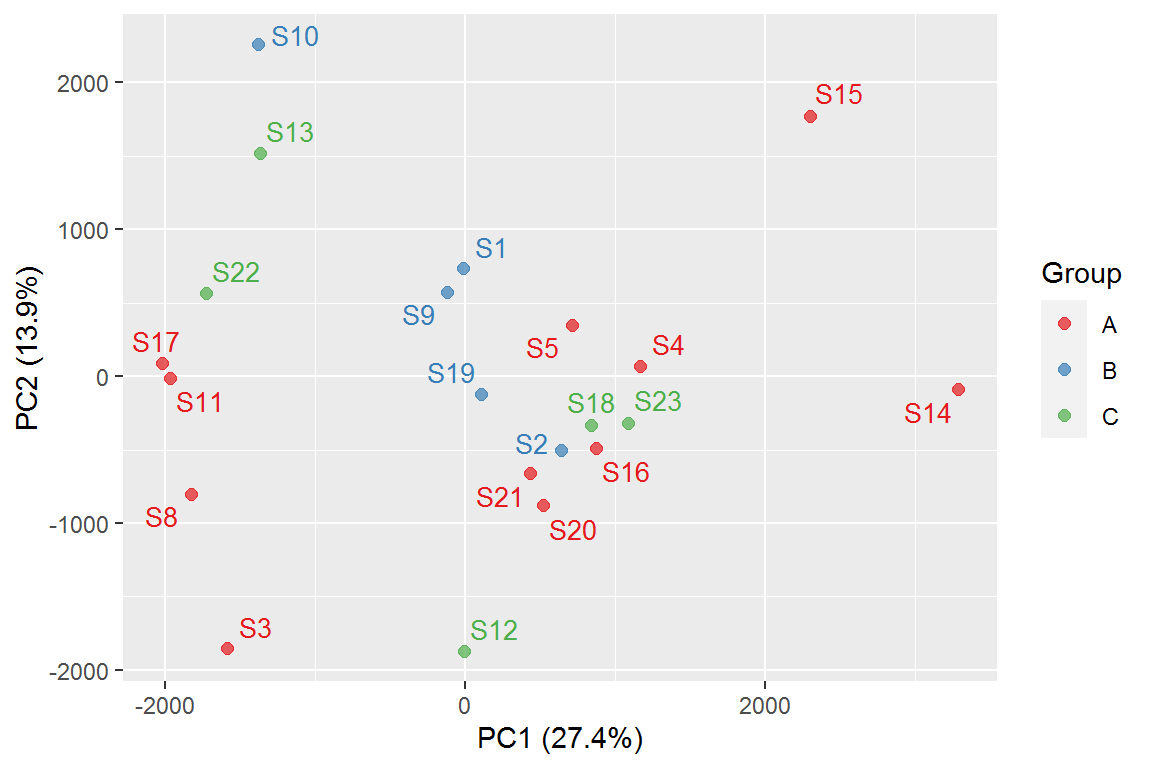 S10
S15
2000
S13
S1
1000
S22
Group
S9
A
S17
S5
S4
B
0
S19
C
S11
S18
S23
S14
S2
S16
S21
S8
-1000
S20
S3
S12
-2000
-2000
0
2000
PC1 (27.4%)
PC2 (13.9%)